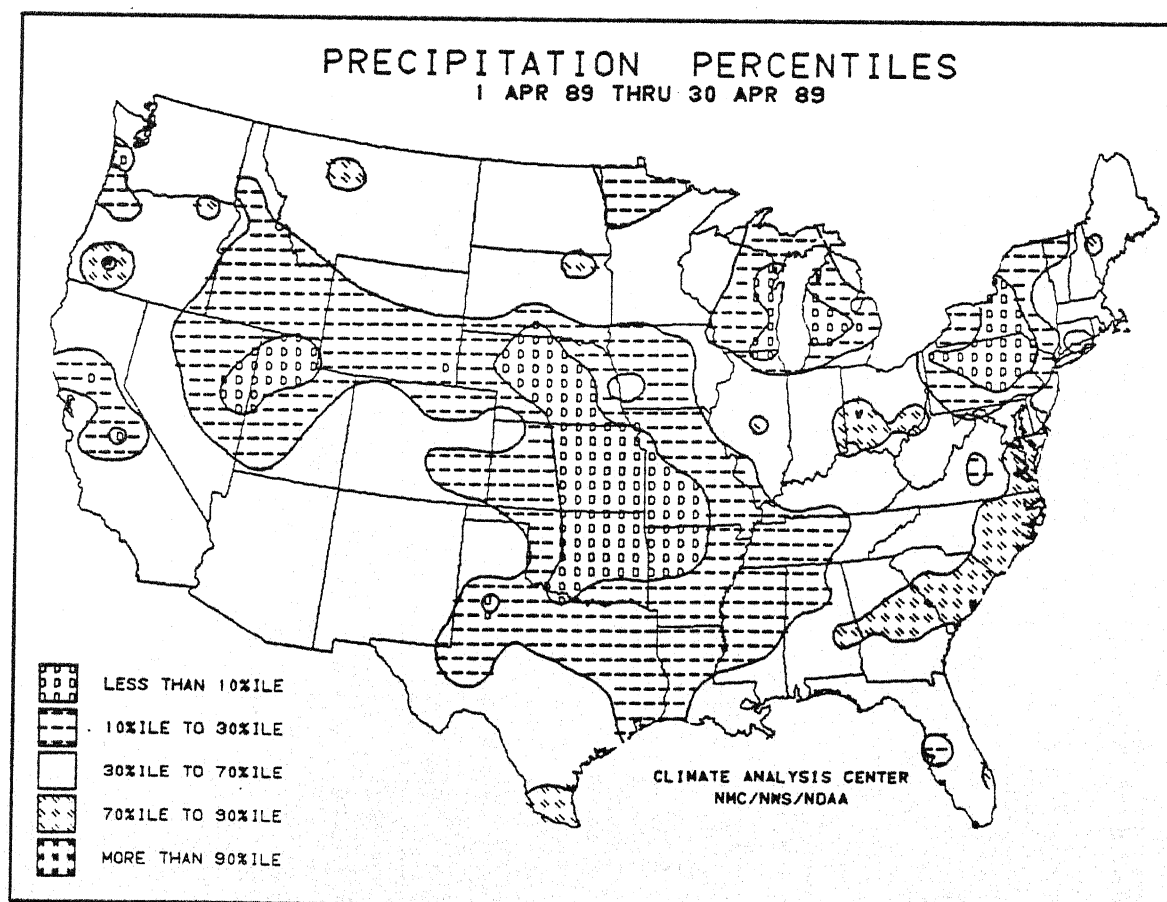 PRECIPITATION PERCENTILES
1 APR 89 THRU 30 APR 89
LESS THAN 10%ILE
10%ILE TO 30%ILE
30%ILE TO 70%ILE
70%ILE TO 90%ILE
MORE THAN 90%ILE
CLIMATE ANALYSIS CENTER
NMC/NWS/NOAA